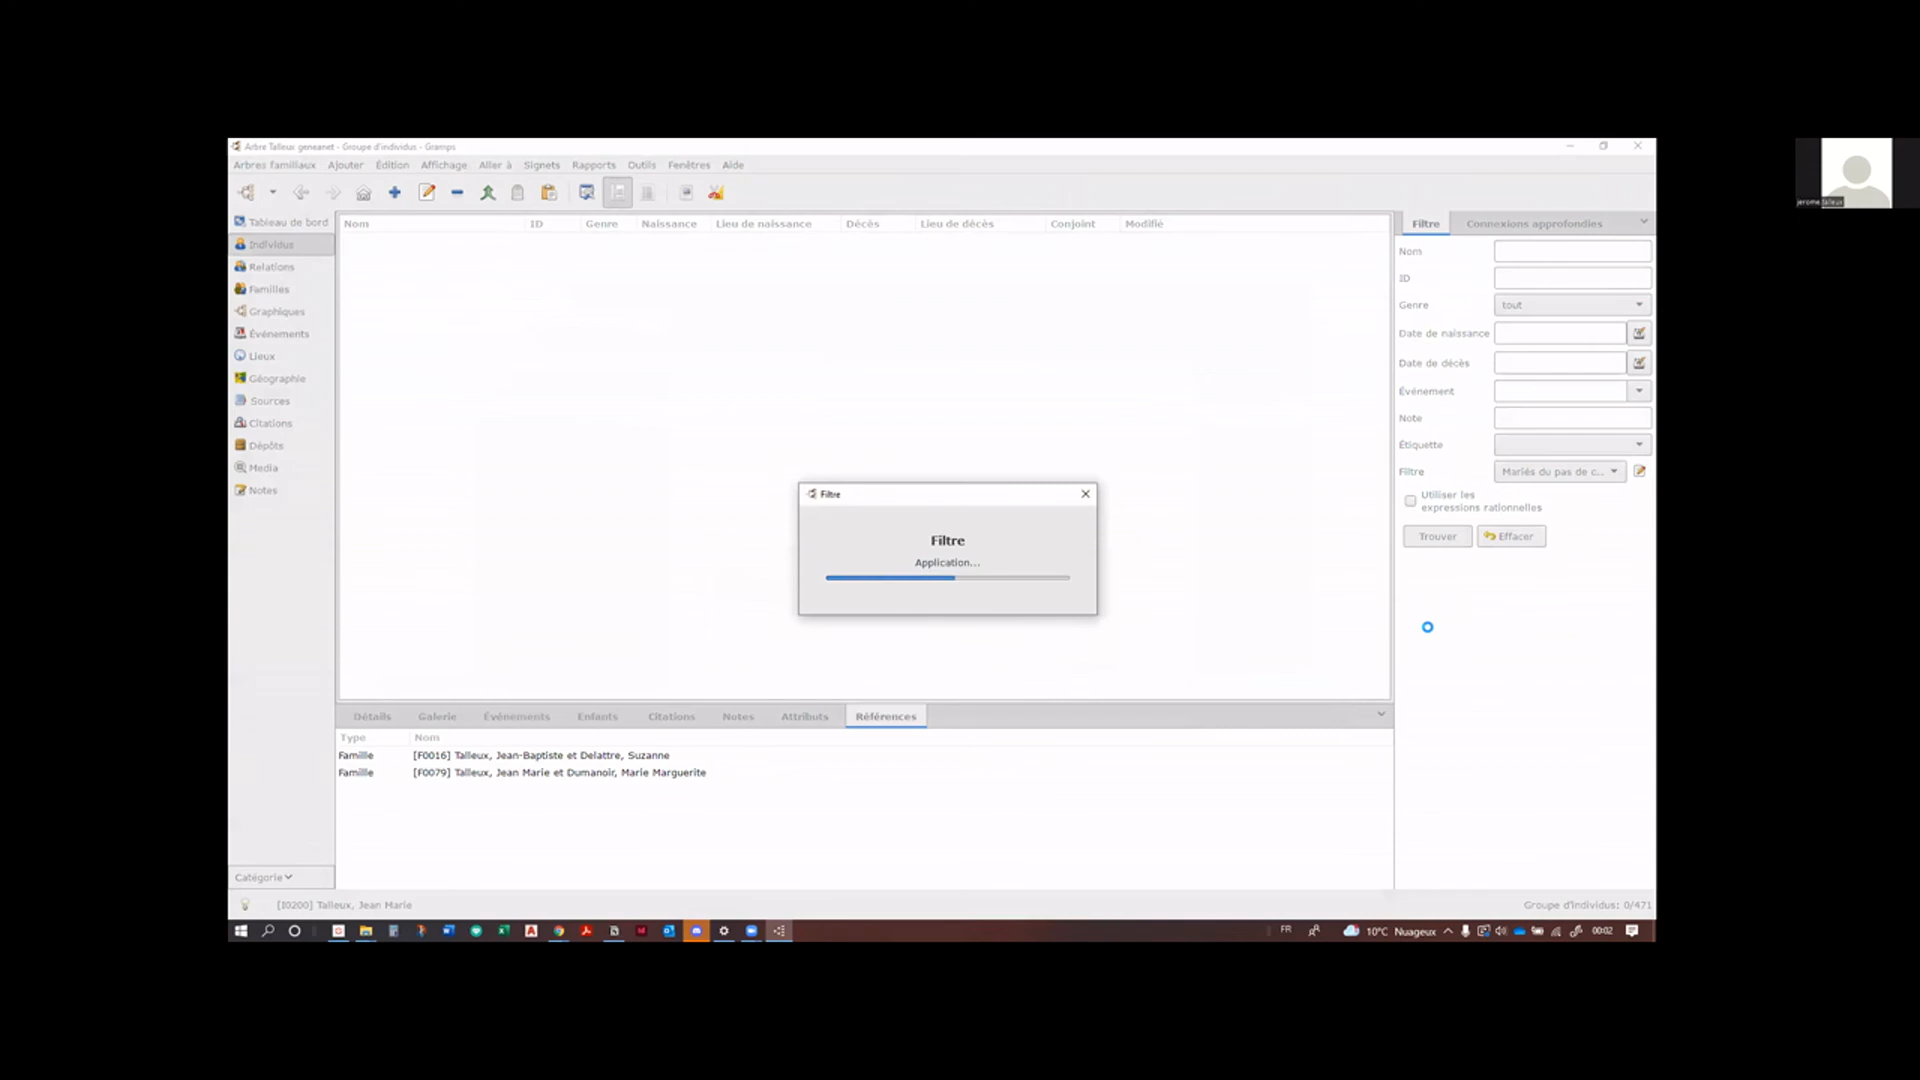 Arbre Talleux geneanet - Groupe d'individus - Gramps
Arbres familiaux Ajouter Édition Affichage Aller à Signets Rapports Outils Fenêtres Aide
Tableau de bord
Individus
Relations
Familles
Graphiques
Événements
Lieux
Géographie
Sources
Citations
Dépôts
Media
Notes
Catégorie
Nom ID Genre Naissance Lieu de naissance Décès Lieu de décès Conjoint Modifié
Filtre
Filtre
Application...
Filtre Connexions approfondies
Nom
ID
Genre tout
Date de naissance
Date de décès
Événement
Note
Étiquette
Filtre Mariés du pas de c...
Utiliser les
expressions rationnelles
Trouver Effacer
Détails Galerie Événements Enfants Citations Notes Attributs Références
Type Nom
Famille [F0016] Talleux, Jean-Baptiste et Delattre, Suzanne
Famille [F0079] Talleux, Jean Marie et Dumanoir, Marie Marguerite
[I0200] Talleux, Jean Marie
Groupe d'individus: 0/471
FR 10°C Nuageux 00:02
jerome talleux